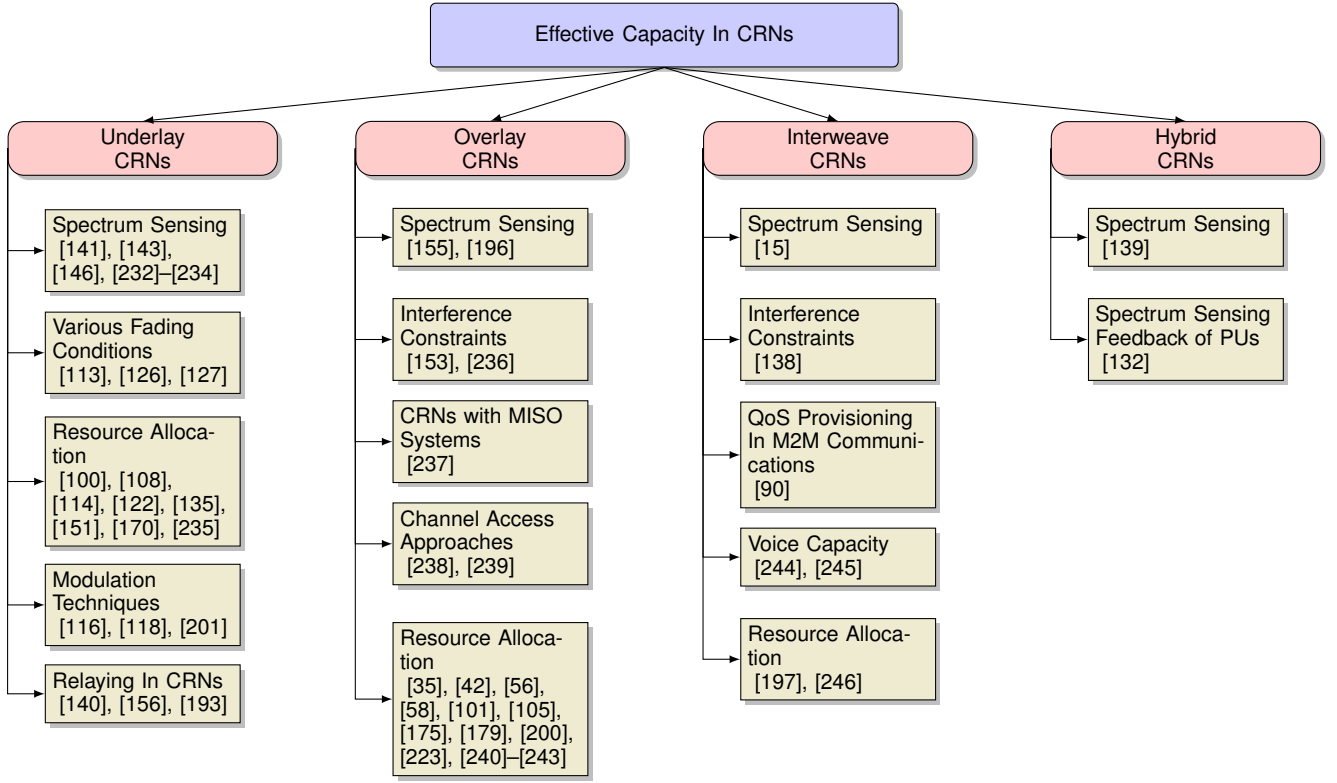 Effective Capacity In CRNs
Underlay
CRNs
Spectrum Sensing
[141], [143],
[146], [232]–[234]
Various Fading
Conditions
[113], [126], [127]
Resource Alloca-
tion
[100], [108],
[114], [122], [135],
[151], [170], [235]
Modulation
Techniques
[116], [118], [201]
Relaying In CRNs
[140], [156], [193]
Overlay
CRNs
Spectrum Sensing
[155], [196]
Interference
Constraints
[153], [236]
CRNs with MISO
Systems
[237]
Channel Access
Approaches
[238], [239]
Resource Alloca-
tion
[35], [42], [56],
[58], [101], [105],
[175], [179], [200],
[223], [240]–[243]
Interweave
CRNs
Spectrum Sensing
[15]
Interference
Constraints
[138]
QoS Provisioning
In M2M Communi-
cations
[90]
Voice Capacity
[244], [245]
Resource Alloca-
tion
[197], [246]
Hybrid
CRNs
Spectrum Sensing
[139]
Spectrum Sensing
Feedback of PUs
[132]